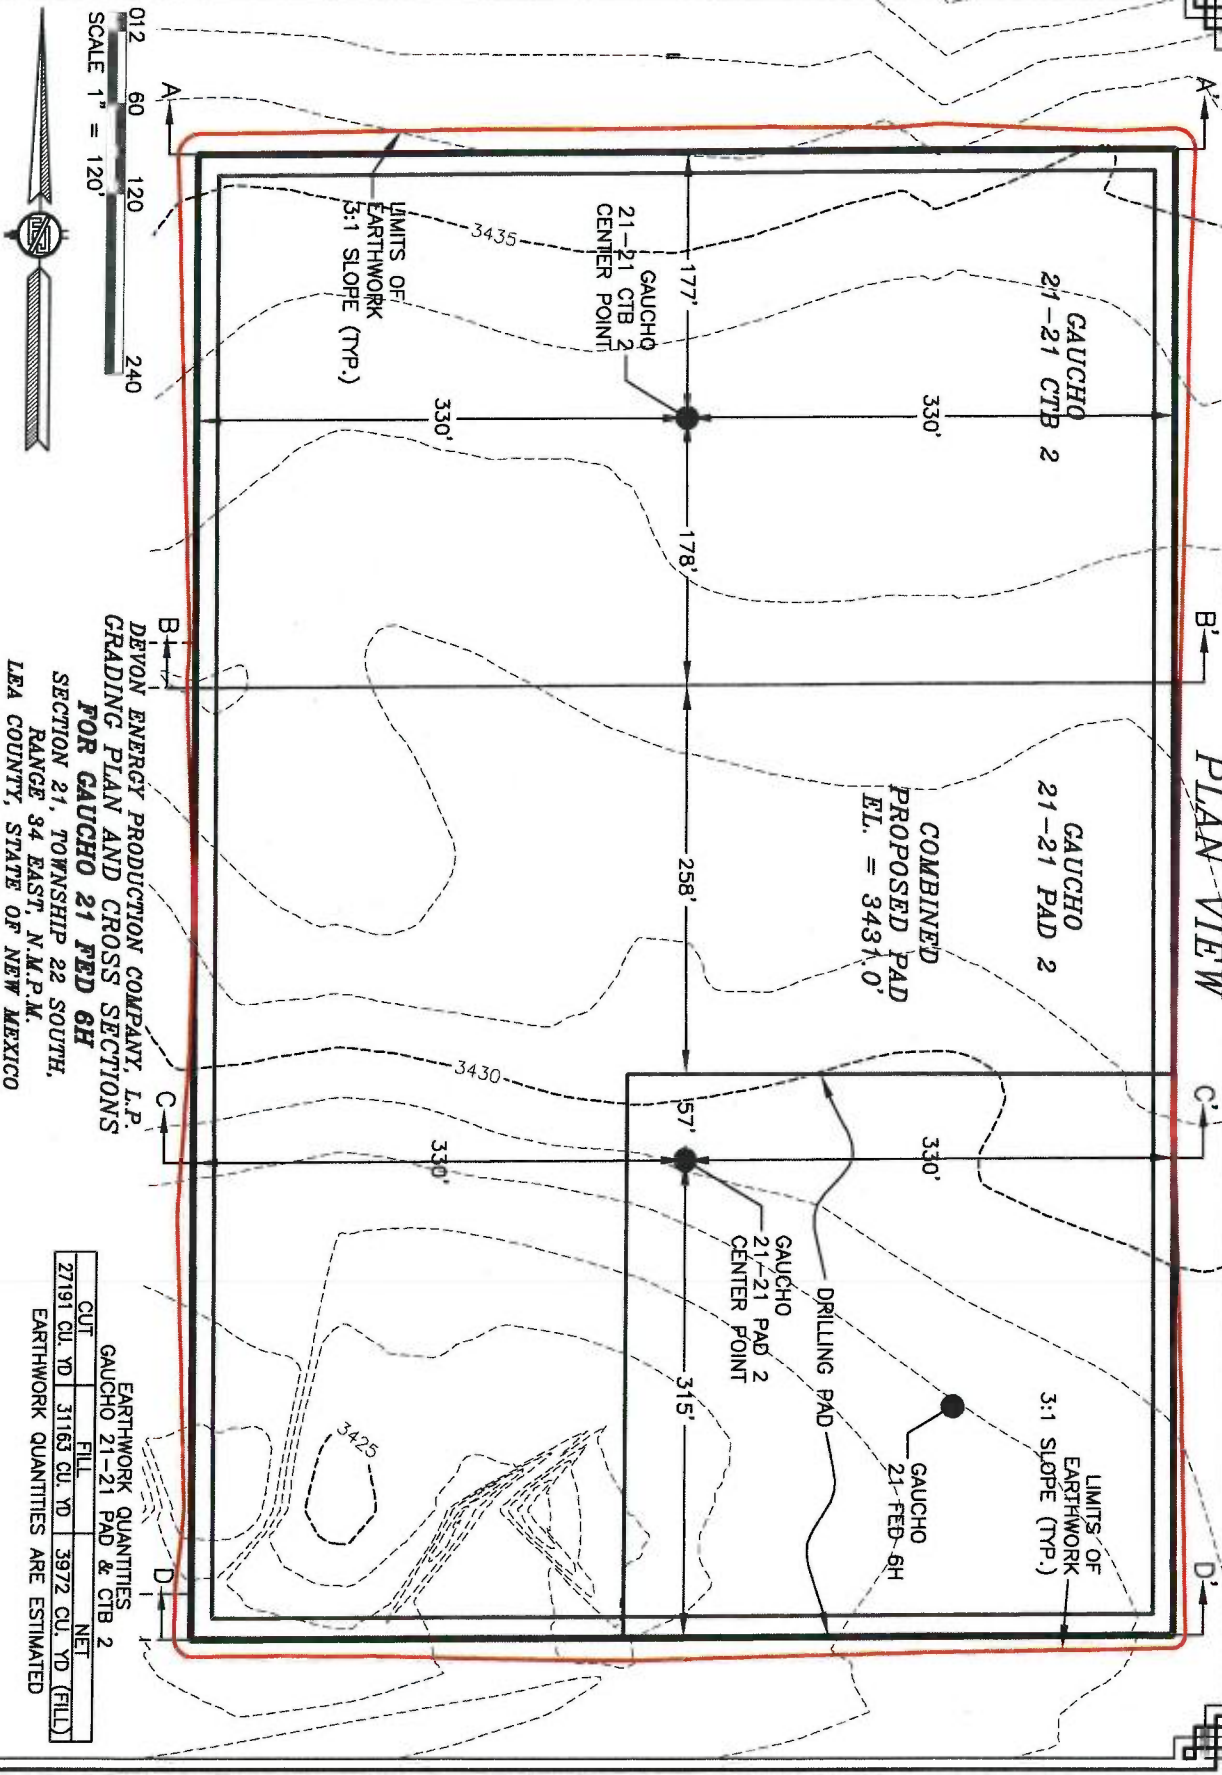 PLAN VIEW
A'
B'
C'
D'
GAUCHO
21-21 CTB 2
GAUCHO
21-21 PAD 2
COMBINED
PROPOSED PAD
EL. = 3431.0'
LIMITS OF
EARTHWORK
3:1 SLOPE (TYP.)
330'
330'
GAUCHO
21 FED 6H
DRILLING PAD
GAUCHO
21-21 CTB 2
CENTER POINT
177'
178'
258'
57'
315'
GAUCHO
21-21 PAD 2
CENTER POINT
3435
3430
3425
330'
330'
LIMITS OF
EARTHWORK
3:1 SLOPE (TYP.)
A
B
C
D
012 60 120 240
SCALE 1" = 120'
DEVON ENERGY PRODUCTION COMPANY, L.P.
GRADING PLAN AND CROSS SECTIONS
FOR GAUCHO 21 FED 6H
SECTION 21, TOWNSHIP 22 SOUTH,
RANGE 34 EAST, N.M.P.M.
LEA COUNTY, STATE OF NEW MEXICO
EARTHWORK QUANTITIES
GAUCHO 21-21 PAD & CTB 2
CUT FILL NET
27191 CU. YD 31163 CU. YD 3972 CU. YD (FILL)
EARTHWORK QUANTITIES ARE ESTIMATED